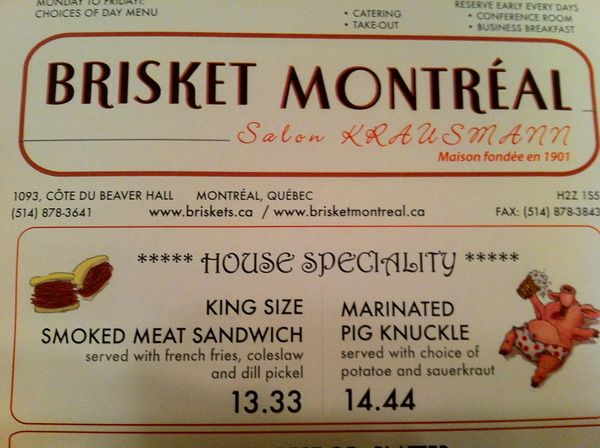 MONDAY TO FRIDAY:
CHOICES OF DAY MENU
• CATERING
• TAKE-OUT
RESERVE EARLY EVERY DAYS
• CONFERENCE ROOM
• BUSINESS BREAKFAST
BRISKET MONTRÉAL
Salon KRAUSMANN
Maison fondée en 1901
1093, CÔTE DU BEAVER HALL MONTRÉAL, QUÉBEC H2Z 1S5
(514) 878-3641 www.briskets.ca / www.brisketmontreal.ca FAX: (514) 878-3843
***** HOUSE SPECIALITY *****
KING SIZE
SMOKED MEAT SANDWICH
served with french fries, coleslaw
and dill pickel
13.33
MARINATED
PIG KNUCKLE
served with choice of
potatoe and sauerkraut
14.44